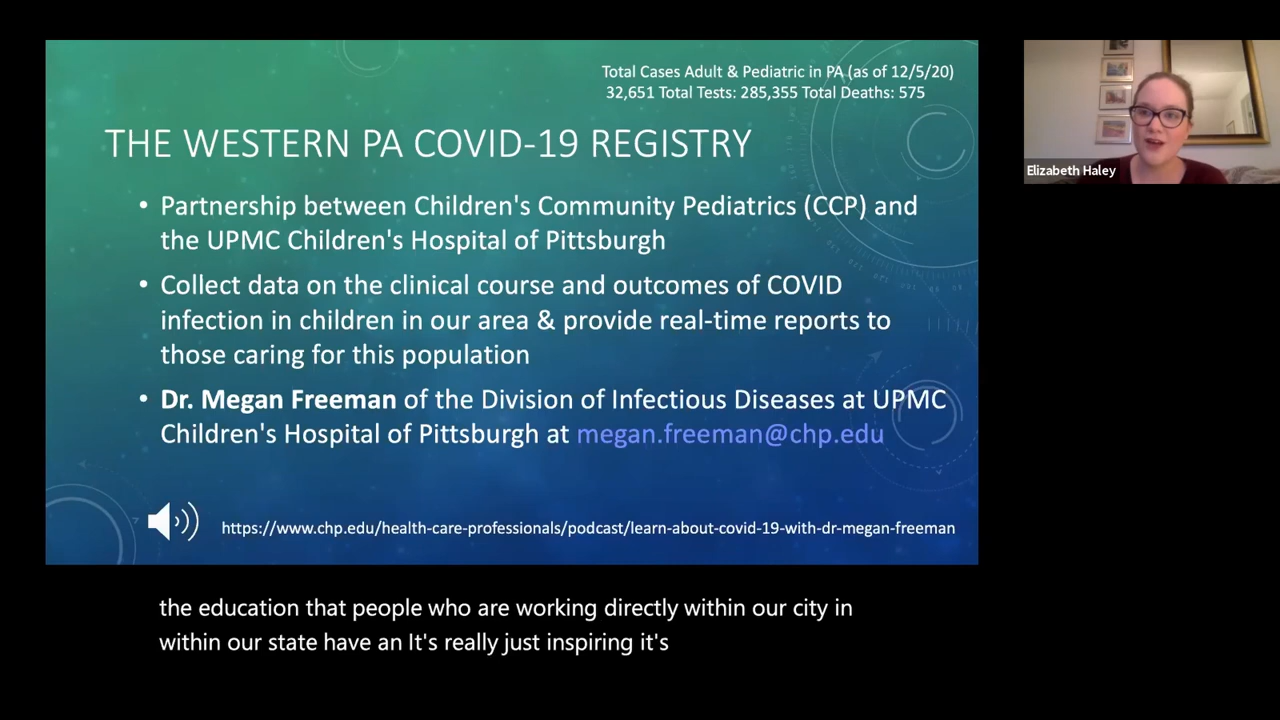 Total Cases Adult & Pediatric in PA (as of 12/5/20)
32,651 Total Tests: 285,355 Total Deaths: 575
THE WESTERN PA COVID-19 REGISTRY
• Partnership between Children's Community Pediatrics (CCP) and
the UPMC Children's Hospital of Pittsburgh
• Collect data on the clinical course and outcomes of COVID
infection in children in our area & provide real-time reports to
those caring for this population
• Dr. Megan Freeman of the Division of Infectious Diseases at UPMC
Children's Hospital of Pittsburgh at megan.freeman@chp.edu
https://www.chp.edu/health-care-professionals/podcast/learn-about-covid-19-with-dr-megan-freeman
Elizabeth Haley
the education that people who are working directly within our city in
within our state have an It's really just inspiring it's